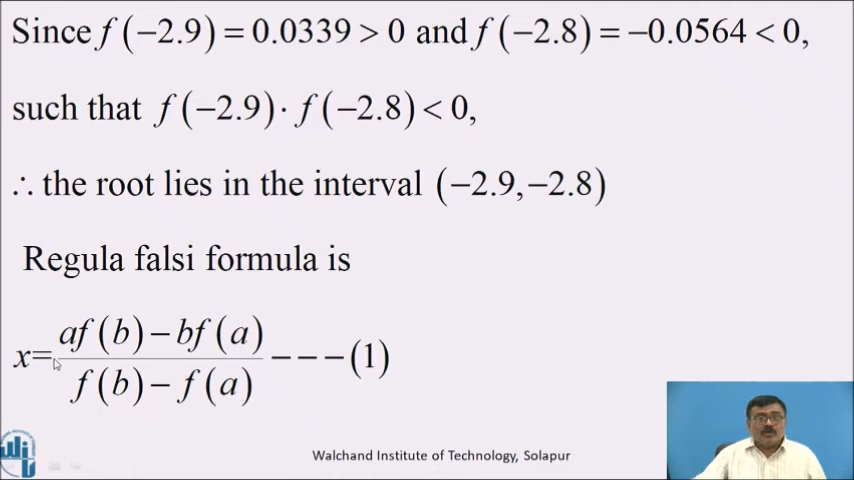 Since f(−2.9) = 0.0339 > 0 and f(−2.8) = −0.0564 < 0,
such that f(−2.9)· f(−2.8) < 0,
∴ the root lies in the interval (−2.9,−2.8)
Regula falsi formula is
x= af(b)−bf(a) / f(b)−f(a) −−−(1)
Walchand Institute of Technology, Solapur